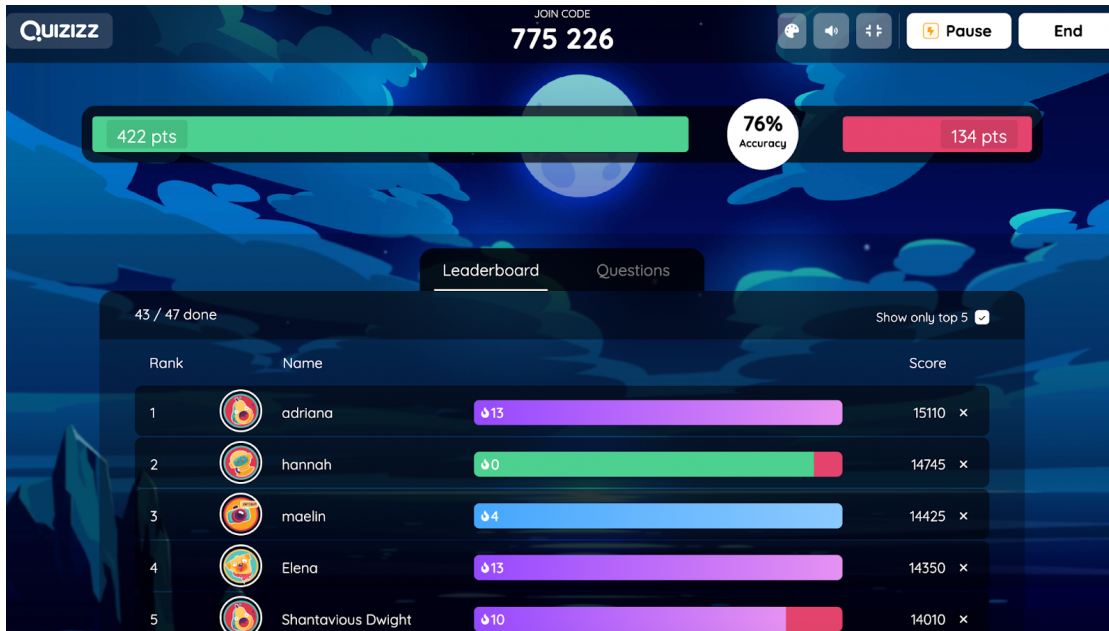 Quizizz
JOIN CODE
775 226
Pause
End
422 pts
76%
Accuracy
134 pts
Leaderboard Questions
43 / 47 done
Show only top 5
Rank Name Score
1 adriana 13 15110 ×
2 hannah 0 14745 ×
3 maelin 4 14425 ×
4 Elena 13 14350 ×
5 Shantavious Dwight 10 14010 ×